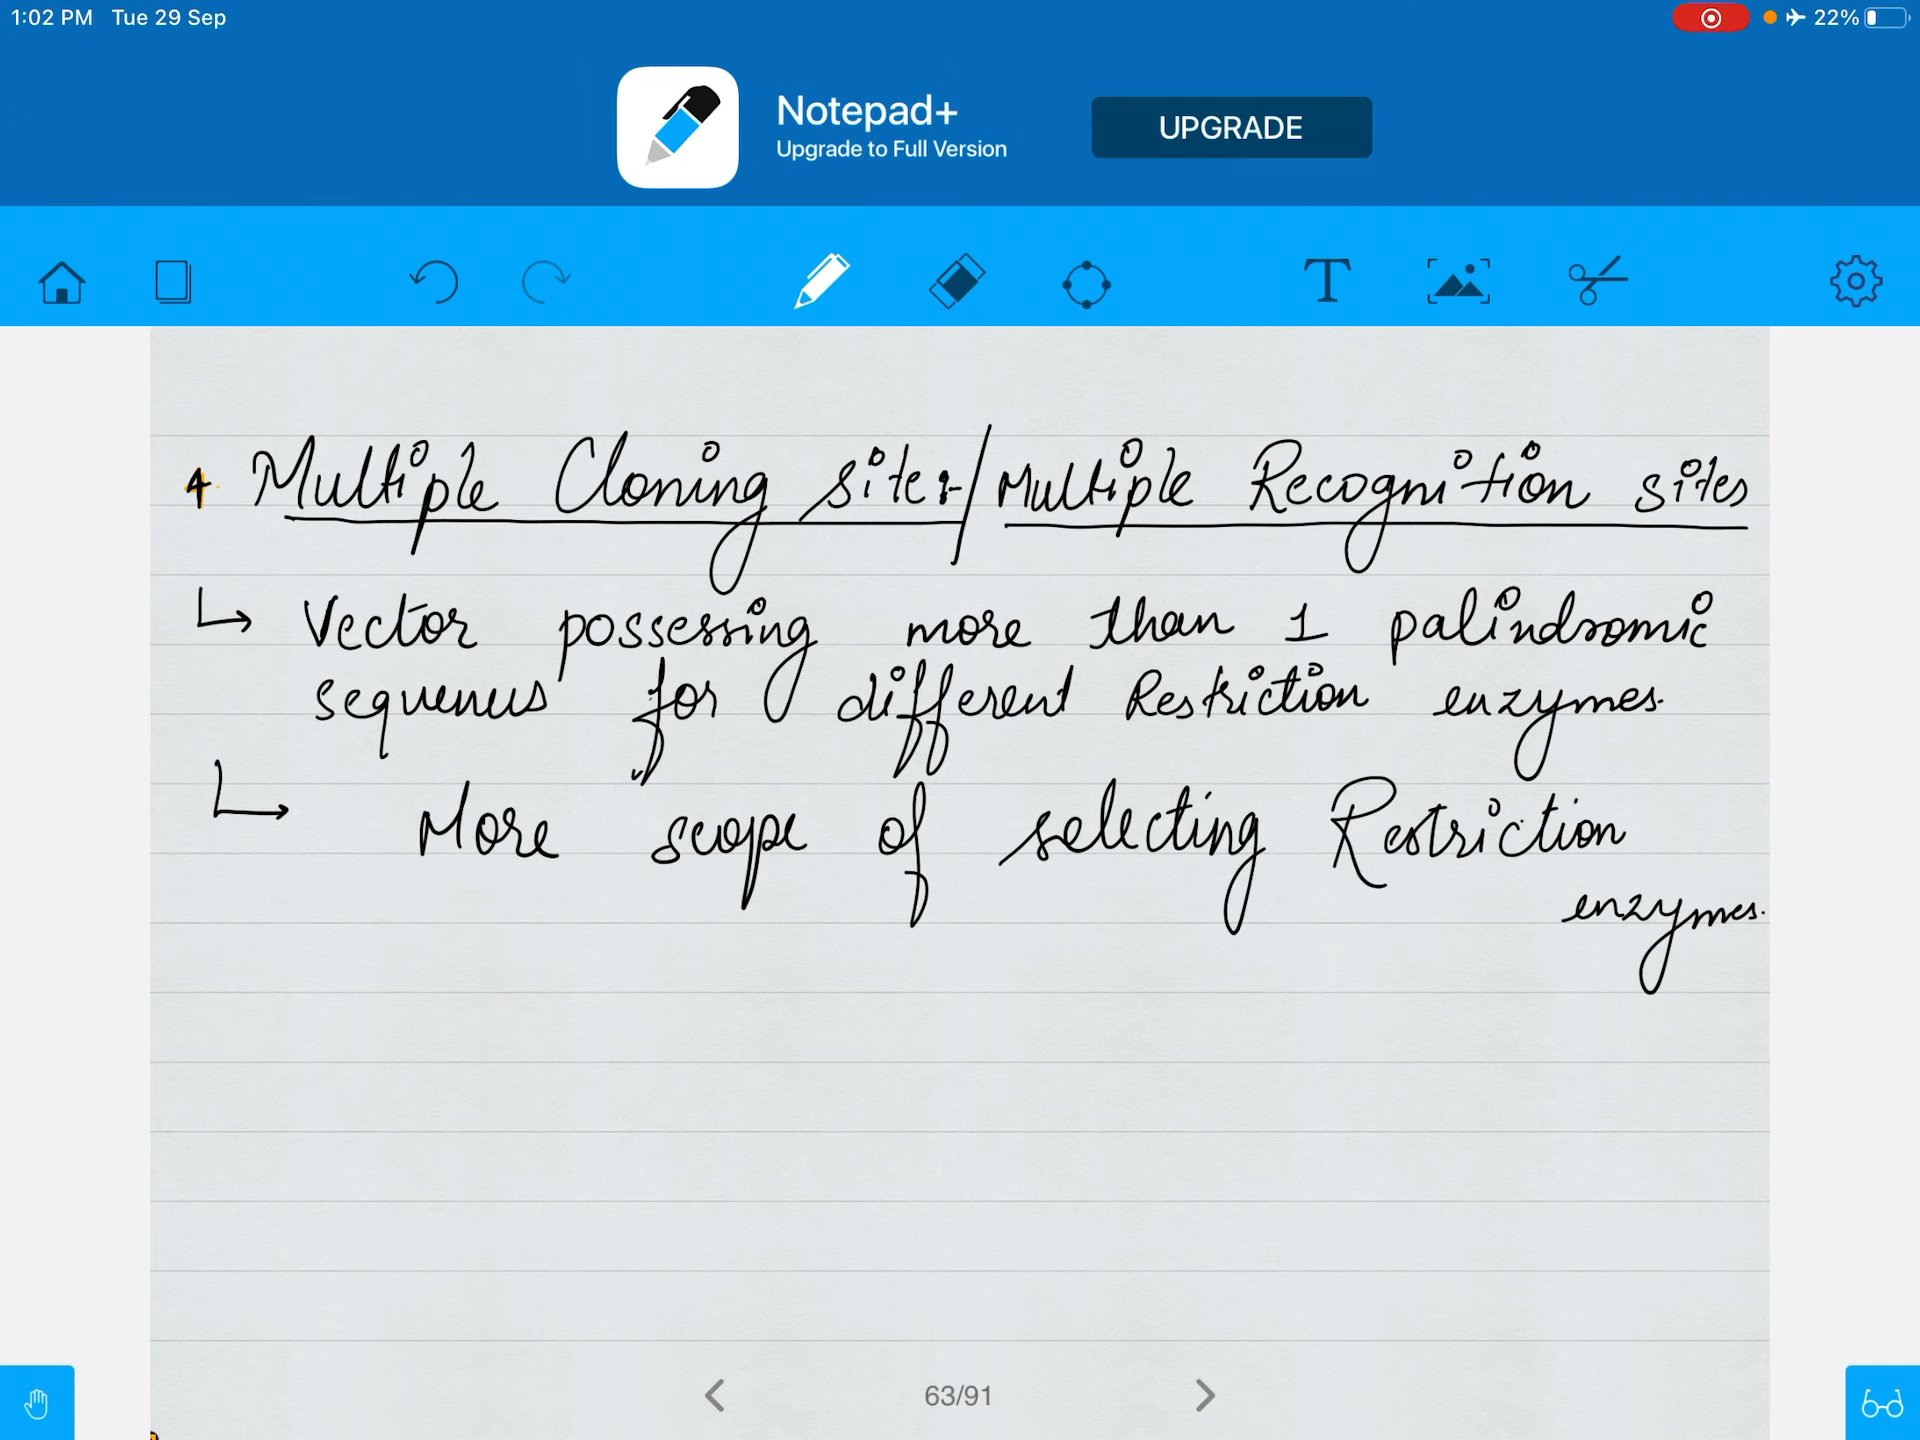 1:02 PM Tue 29 Sep
22%
Notepad+
Upgrade to Full Version
UPGRADE
4. Multiple Cloning site:-/Multiple Recognition sites
↳ Vector possessing more than 1 palindromic
sequences for different Restriction enzymes.
↳ More scope of selecting Restriction
enzymes.
63/91